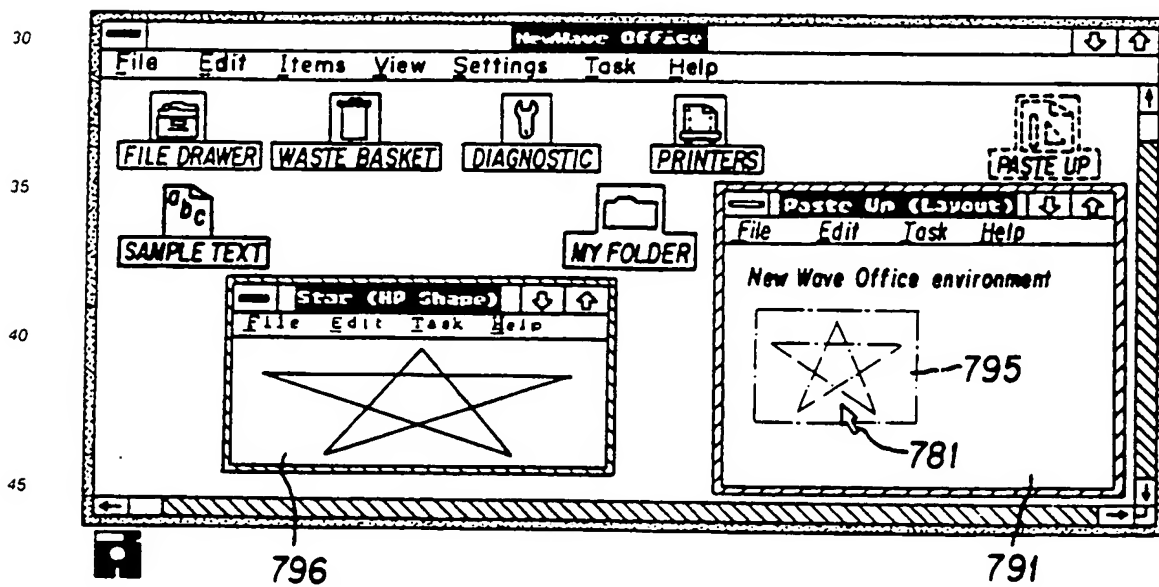 30
NewWave Office
File Edit Items View Settings Task Help
FILE DRAWER WASTE BASKET DIAGNOSTIC PRINTERS PASTE UP
35
abc
SAMPLE TEXT MY FOLDER
Paste Up (Layout)
File Edit Task Help
New Wave Office environment
Star (HP Shape)
File Edit Task Help
40
795
781
45
796 791